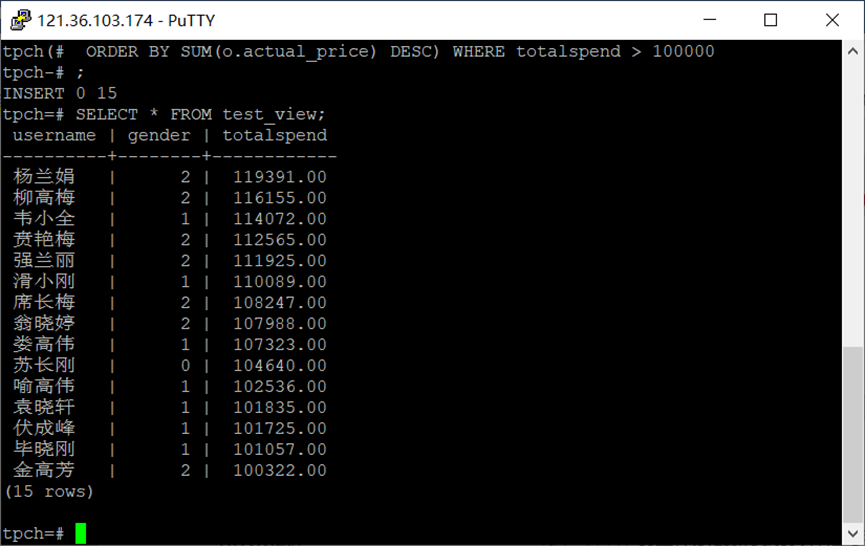 121.36.103.174 - PuTTY
tpch(#  ORDER BY SUM(o.actual_price) DESC) WHERE totalspend > 100000
tpch-# ;
INSERT 0 15
tpch=# SELECT * FROM test_view;
 username | gender | totalspend
----------+--------+------------
 杨兰娟   |      2 |  119391.00
 柳高梅   |      2 |  116155.00
 韦小全   |      1 |  114072.00
 贲艳梅   |      2 |  112565.00
 强兰丽   |      2 |  111925.00
 滑小刚   |      1 |  110089.00
 席长梅   |      2 |  108247.00
 翁晓婷   |      2 |  107988.00
 娄高伟   |      1 |  107323.00
 苏长刚   |      0 |  104640.00
 喻高伟   |      1 |  102536.00
 袁晓轩   |      1 |  101835.00
 伏成峰   |      1 |  101725.00
 毕晓刚   |      1 |  101057.00
 金高芳   |      2 |  100322.00
(15 rows)
tpch=#